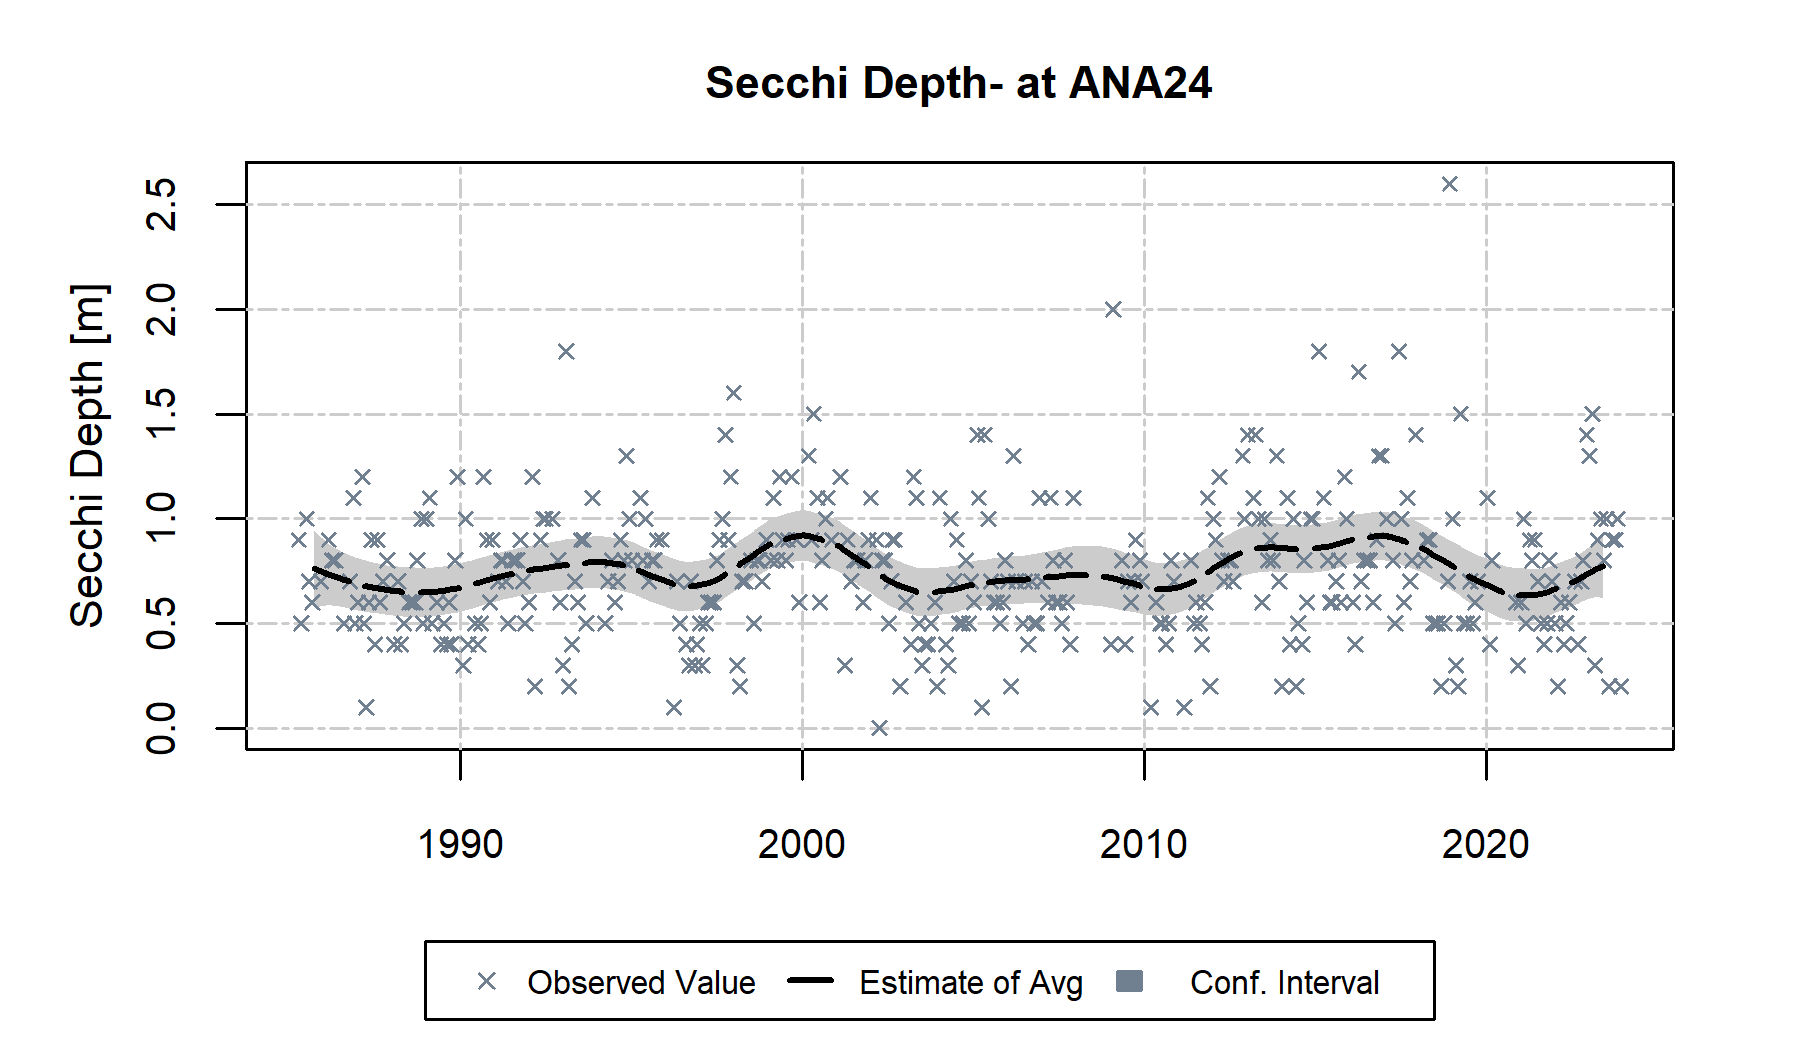 Secchi Depth- at ANA24
Secchi Depth [m]
2.5
2.0
1.5
1.0
0.5
0.0
1990 2000 2010 2020
Observed Value Estimate of Avg Conf. Interval